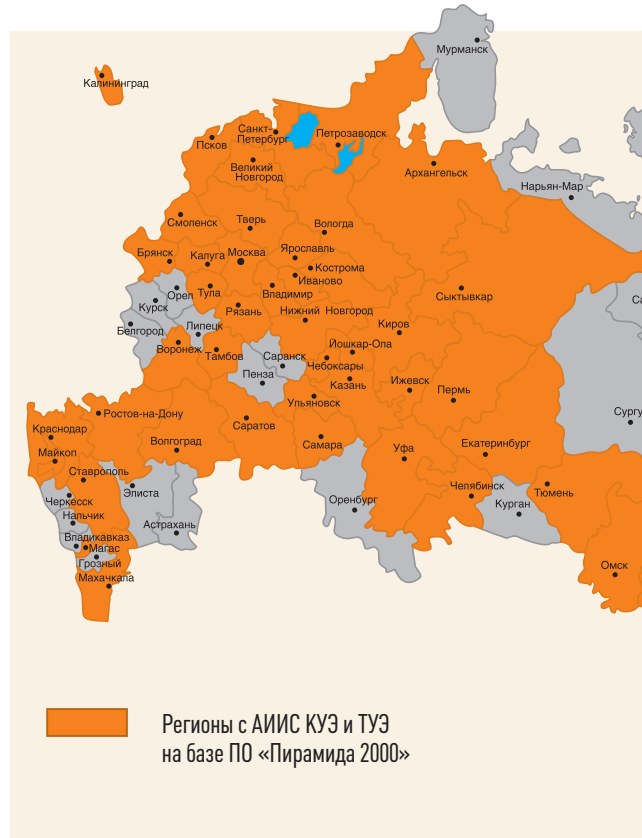 Мурманск
Калининград
Санкт-
Петербург
Петрозаводск
Псков
Великий
Новгород
Архангельск
Нарьян-Мар
Смоленск
Тверь
Вологда
Брянск
Калуга
Москва
Ярославль
Кострома
Иваново
Орел
Тула
Владимир
Сыктывкар
Са
Курск
Рязань
Нижний Новгород
Белгород
Липецк
Киров
Воронеж
Тамбов
Саранск
Йошкар-Ола
Чебоксары
Пенза
Казань
Ижевск
Пермь
Ульяновск
Сургу
Ростов-на-Дону
Краснодар
Саратов
Волгоград
Самара
Уфа
Екатеринбург
Майкоп
Ставрополь
Элиста
Челябинск
Тюмень
Черкесск
Оренбург
Курган
Нальчик
Астрахань
Владикавказ
Магас
Грозный
Омск
Махачкала
Регионы с АИИС КУЭ и ТУЭ
на базе ПО «Пирамида 2000»